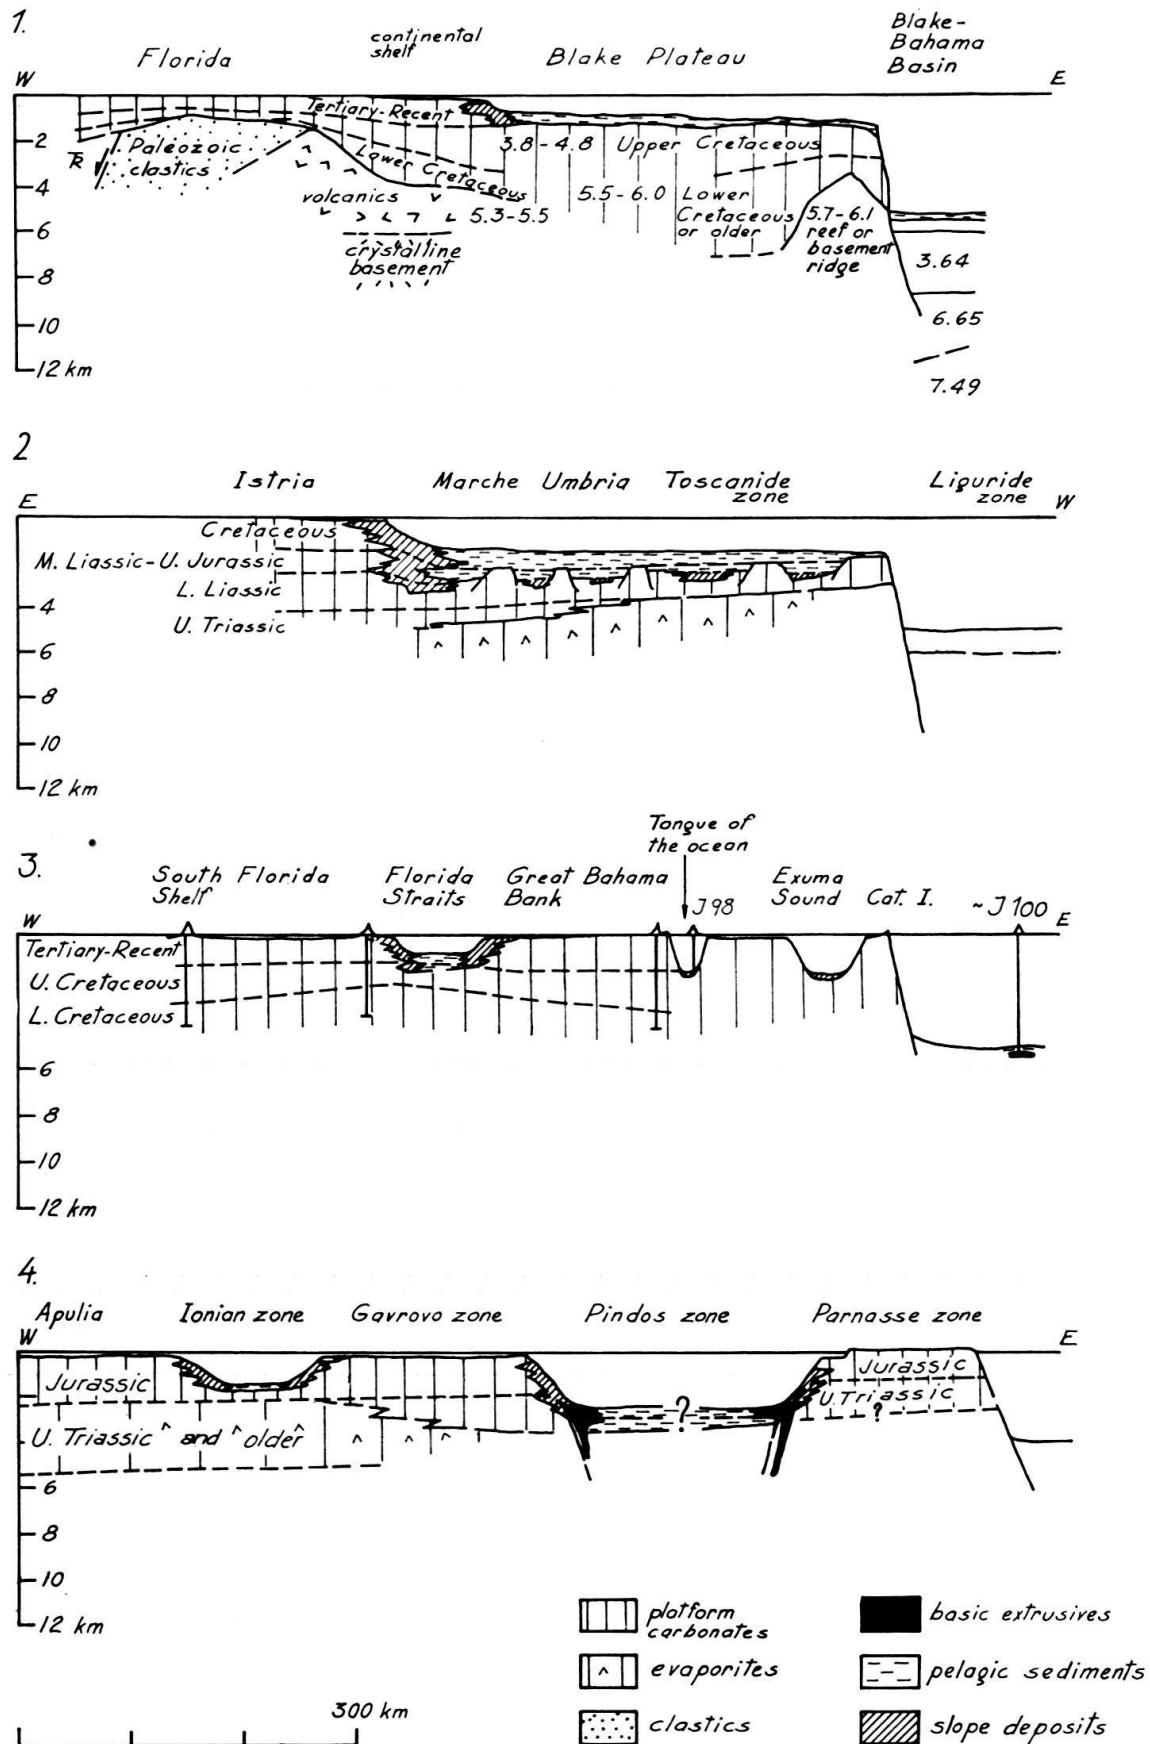 1.
Florida
continental
shelf
Blake Plateau
Blake-
Bahama
Basin
W
E
Tertiary-Recent
2
Paleozoic
clastics
3.8-4.8 Upper Cretaceous
Lower Cretaceous
4
volcanics
5.3-5.5
5.5-6.0
Lower
Cretaceous
or older
5.7-6.1
reef or
basement
ridge
6
crystalline
basement
3.64
8
10
6.65
12 km
7.49
2
Istria
Marche Umbria
Toscanide
zone
Liguride
zone
E
W
Cretaceous
M. Liassic-U. Jurassic
L. Liassic
4
U. Triassic
6
8
10
12 km
3.
Tongue of
the ocean
South Florida
Shelf
Florida
Straits
Great Bahama
Bank
J 98
Exuma
Sound
Cat. I.
~J 100
W
E
Tertiary-Recent
U. Cretaceous
L. Cretaceous
6
8
10
12 km
4.
Apulia
Ionian zone
Gavrovo zone
Pindos zone
Parnasse zone
W
E
Jurassic
?
Jurassic
U. Triassic
?
U. Triassic and older
6
8
10
12 km
platform
carbonates
basic extrusives
evaporites
pelagic sediments
300 km
clastics
slope deposits